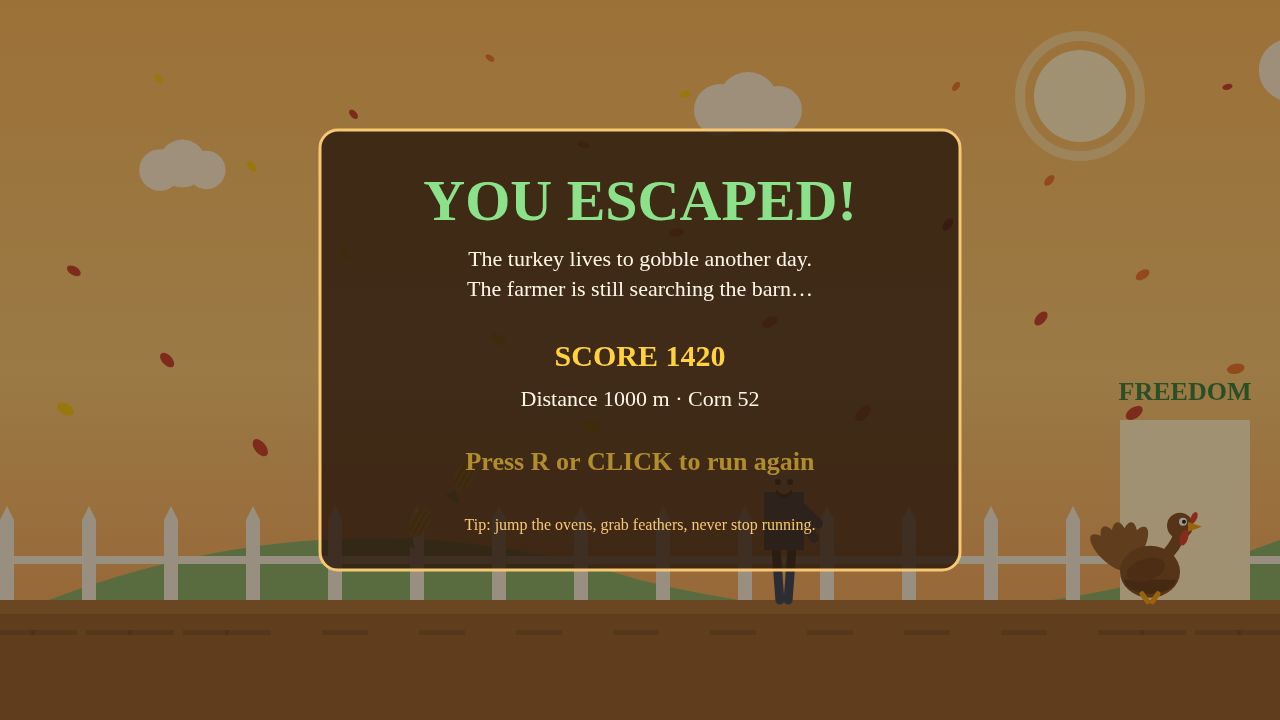 YOU ESCAPED!
The turkey lives to gobble another day.
The farmer is still searching the barn…
SCORE 1420
Distance 1000 m · Corn 52
FREEDOM
Press R or CLICK to run again
Tip: jump the ovens, grab feathers, never stop running.